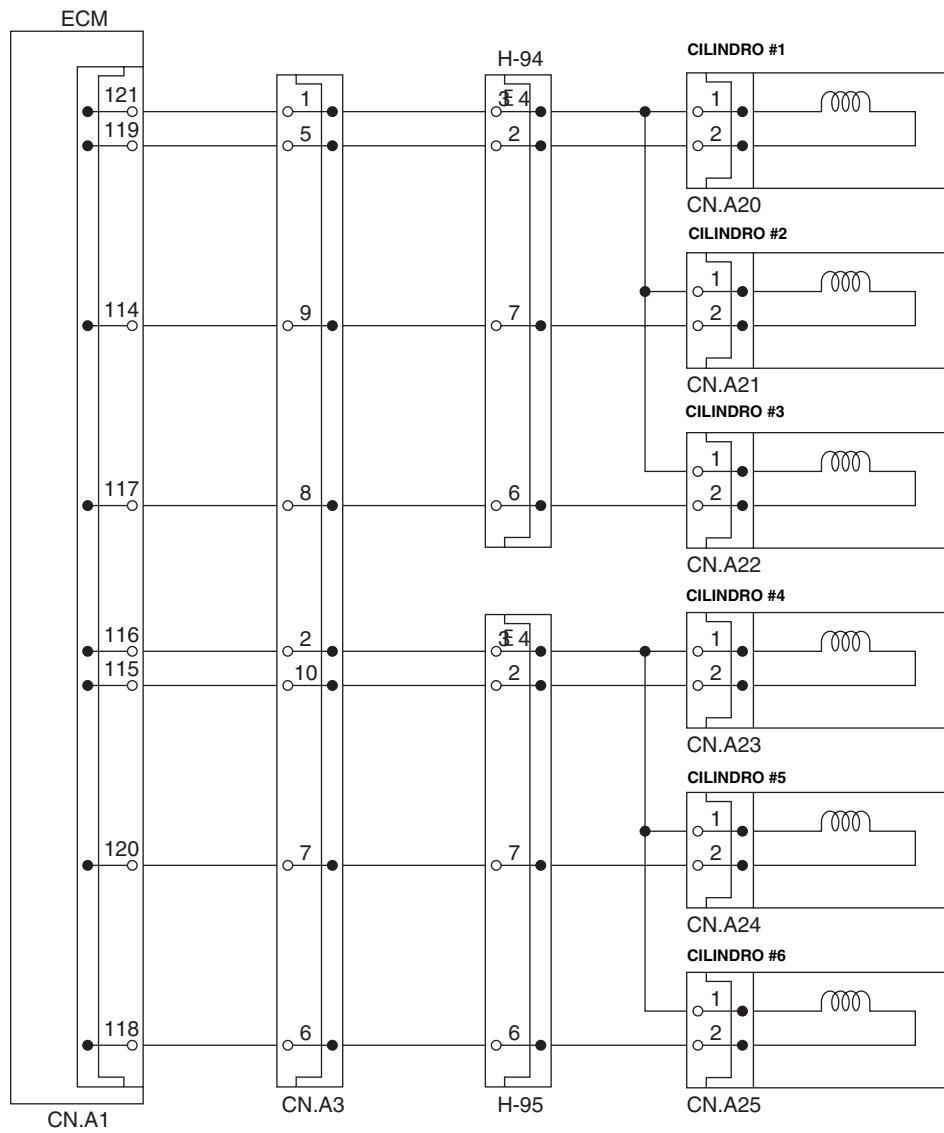 ECM
H-94
CILINDRO #1
121 1 3 4 1
119 5 2 2
CN.A20
CILINDRO #2
1
114 9 7 2
CN.A21
CILINDRO #3
1
117 8 6 2
CN.A22
CILINDRO #4
116 2 3 4 1
115 10 2 2
CN.A23
CILINDRO #5
1
120 7 7 2
CN.A24
CILINDRO #6
1
118 6 6 2
CN.A1 CN.A3 H-95 CN.A25